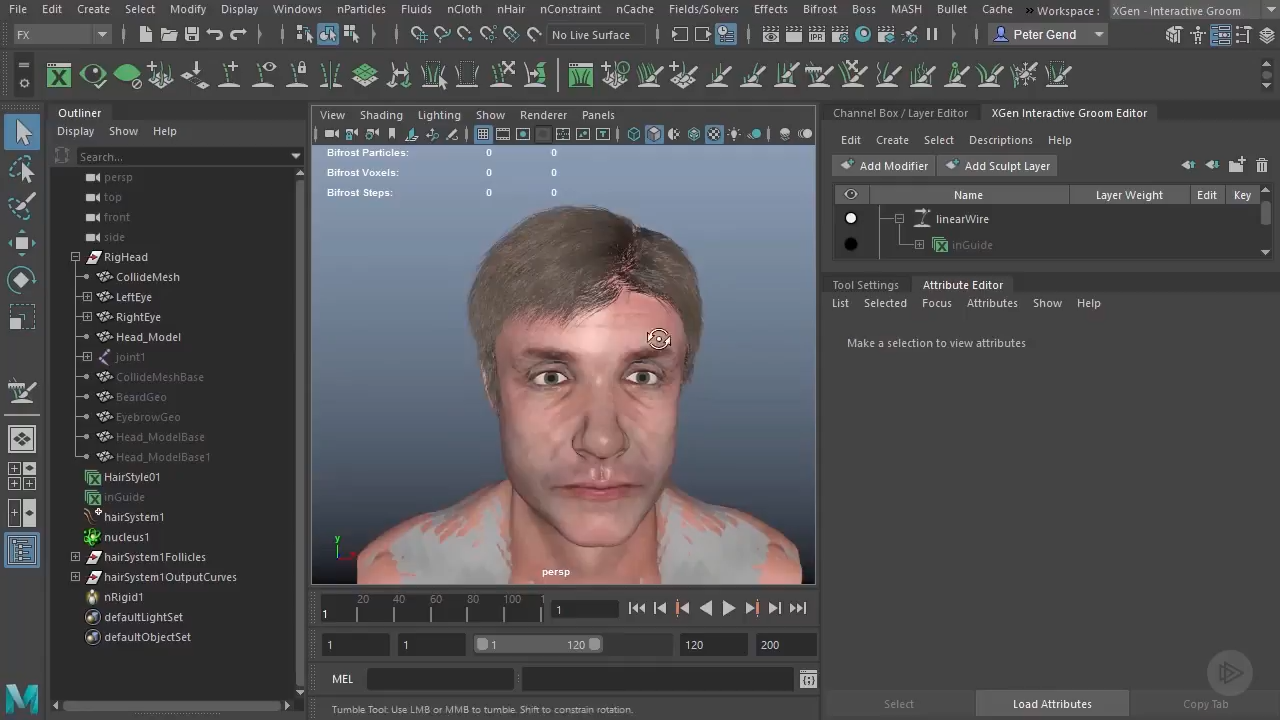 File Edit Create Select Modify Display Windows nParticles Fluids nCloth nHair nConstraint nCache Fields/Solvers Effects Bifrost Boss MASH Bullet Cache » Workspace : XGen - Interactive Groom
FX No Live Surface Peter Gend
IPR
Outliner
Display Show Help
Search...
persp
top
front
side
RigHead
CollideMesh
LeftEye
RightEye
Head_Model
joint1
CollideMeshBase
BeardGeo
EyebrowGeo
Head_ModelBase
Head_ModelBase1
HairStyle01
inGuide
hairSystem1
nucleus1
hairSystem1Follicles
hairSystem1OutputCurves
nRigid1
defaultLightSet
defaultObjectSet
View Shading Lighting Show Renderer Panels
Bifrost Particles: 0 0
Bifrost Voxels: 0 0
Bifrost Steps: 0 0
y
persp
Channel Box / Layer Editor XGen Interactive Groom Editor
Edit Create Select Descriptions Help
Add Modifier Add Sculpt Layer
Name Layer Weight Edit Key
linearWire
inGuide
Tool Settings Attribute Editor
List Selected Focus Attributes Show Help
Make a selection to view attributes
1 20 40 60 80 100 1 1
1 1 1 120 120 200
MEL
Tumble Tool: Use LMB or MMB to tumble. Shift to constrain rotation.
Select Load Attributes Copy Tab